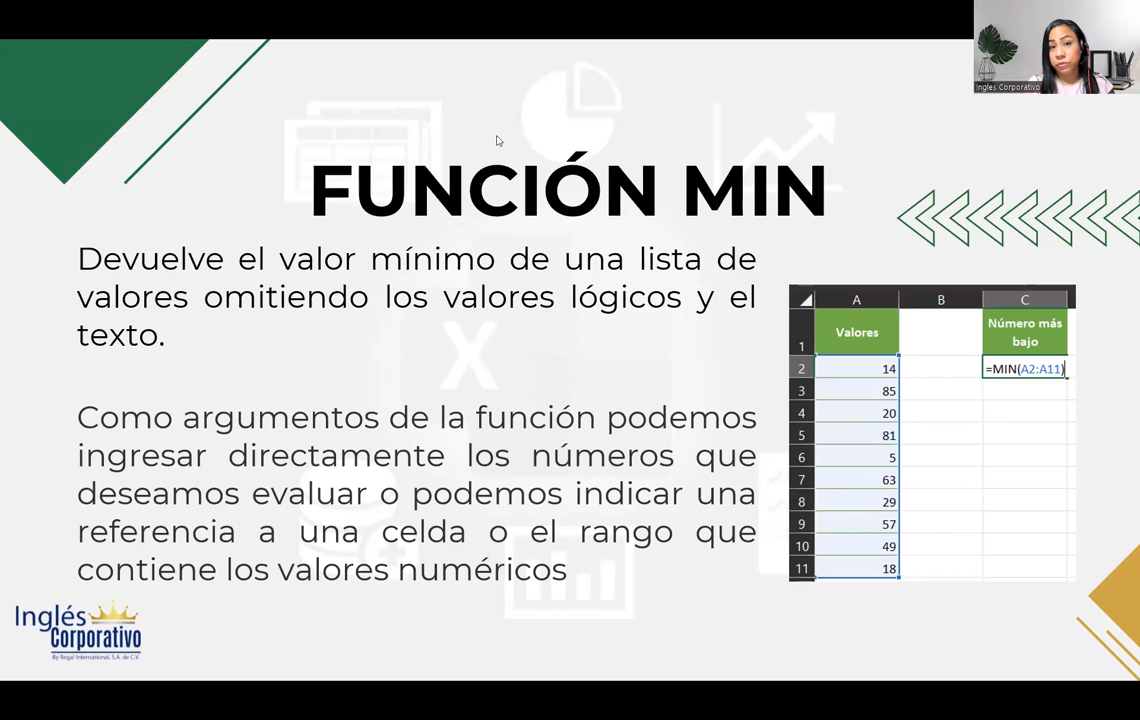 Inglés Corporativo
FUNCIÓN MIN
Devuelve el valor mínimo de una lista de
valores omitiendo los valores lógicos y el
texto.
Como argumentos de la función podemos
ingresar directamente los números que
deseamos evaluar o podemos indicar una
referencia a una celda o el rango que
contiene los valores numéricos
A B C
1 Valores Número más
bajo
2 14 =MIN(A2:A11)
3 85
4 20
5 81
6 5
7 63
8 29
9 57
10 49
11 18
X
Inglés
Corporativo
By Regal International, S.A. de C.V.